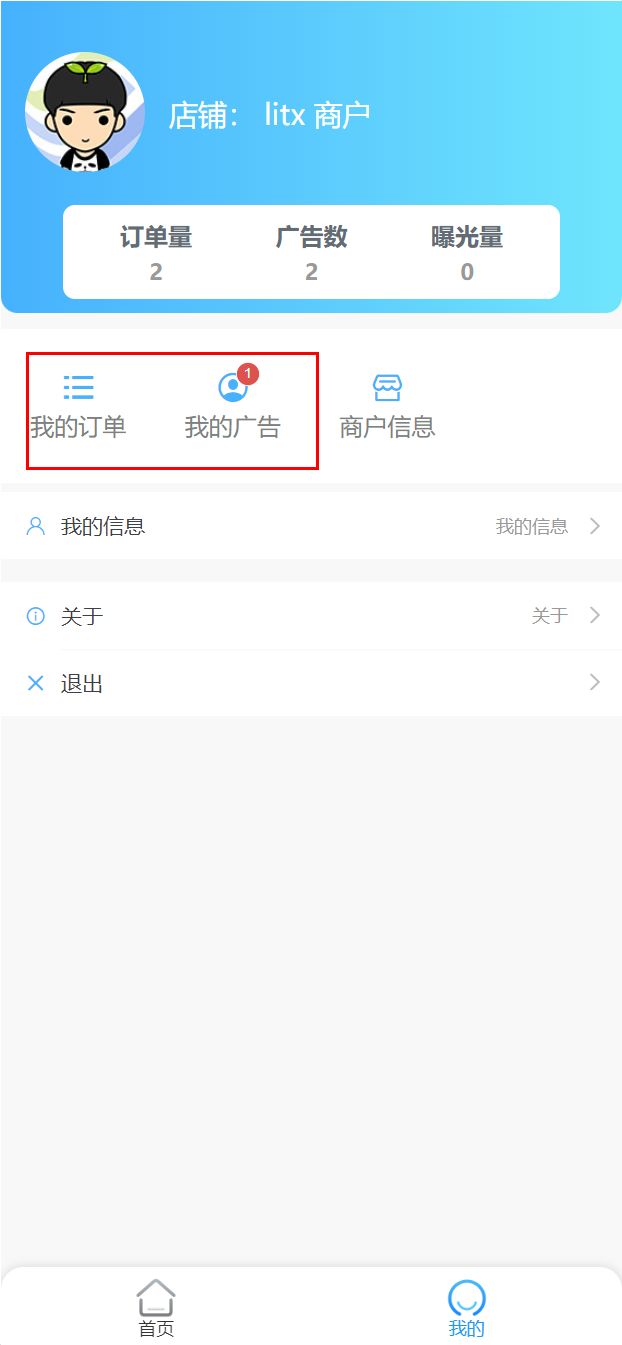 店铺： litx 商户
订单量 广告数 曝光量
2 2 0
1
我的订单 我的广告 商户信息
我的信息 我的信息
关于 关于
退出
首页 我的